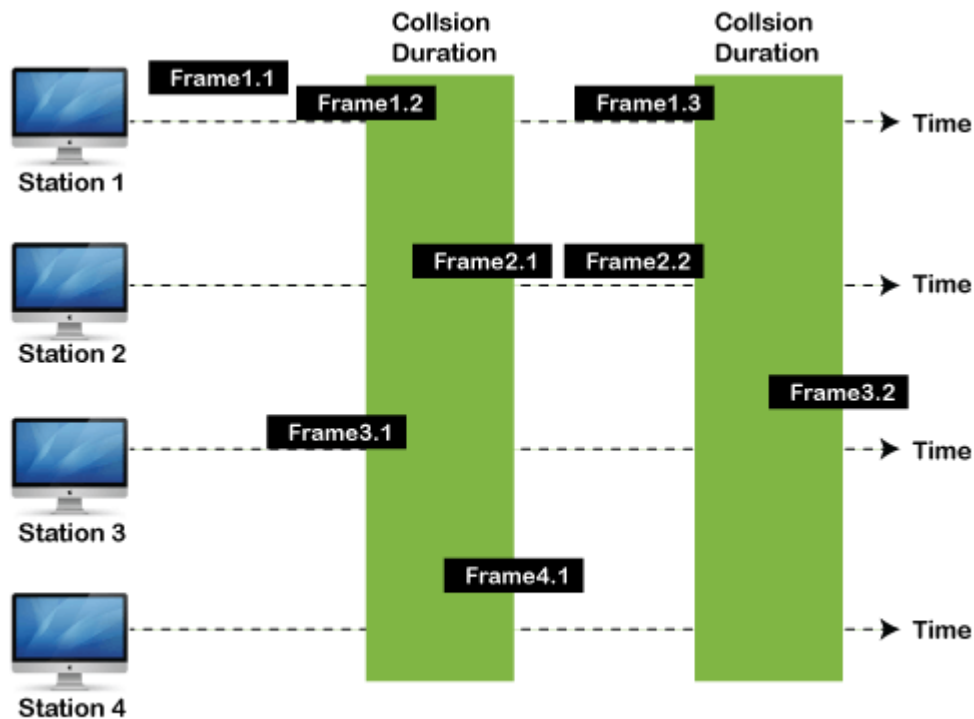 Collsion
Duration
Collsion
Duration
Frame1.1
Frame1.2
Frame1.3
Time
Station 1
Frame2.1
Frame2.2
Time
Station 2
Frame3.2
Frame3.1
Time
Station 3
Frame4.1
Time
Station 4